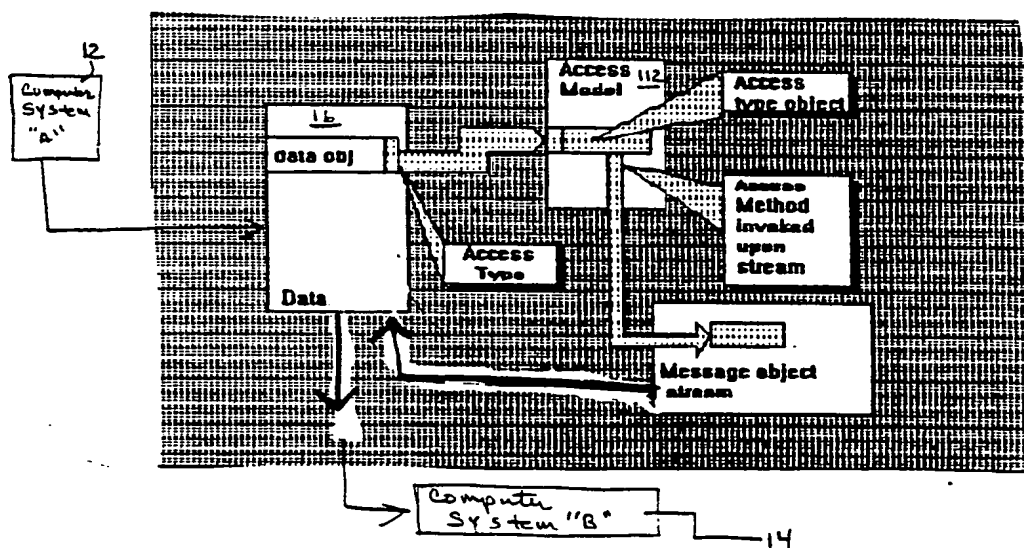 12
Computer
System
"A"
16
data obj
Data
Access
Type
Access 112
Model
Access
type object
Access
Method
invoked
upon
stream
Message object
stream
Computer
System "B"
14